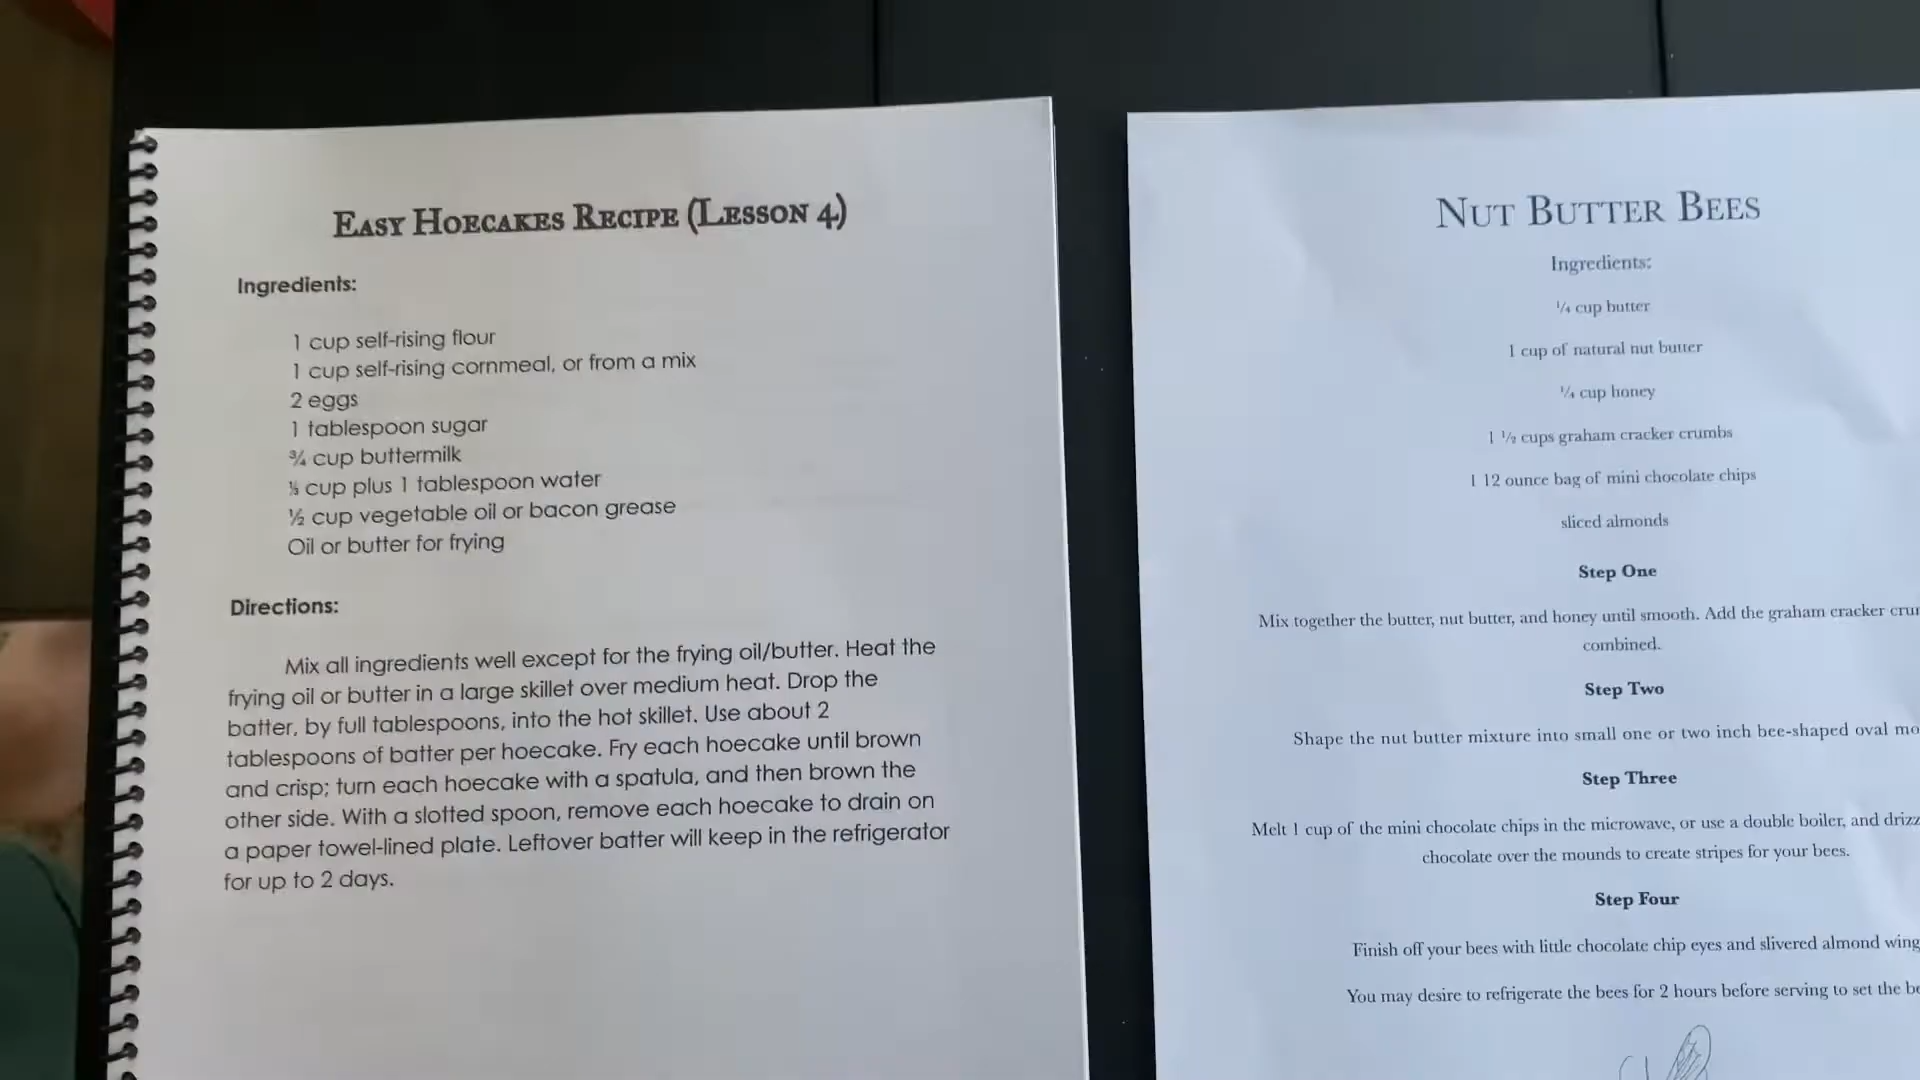 Easy Hoecakes Recipe (Lesson 4)
Ingredients:
1 cup self-rising flour
1 cup self-rising cornmeal, or from a mix
2 eggs
1 tablespoon sugar
¾ cup buttermilk
⅓ cup plus 1 tablespoon water
½ cup vegetable oil or bacon grease
Oil or butter for frying
Directions:
Mix all ingredients well except for the frying oil/butter. Heat the
frying oil or butter in a large skillet over medium heat. Drop the
batter, by full tablespoons, into the hot skillet. Use about 2
tablespoons of batter per hoecake. Fry each hoecake until brown
and crisp; turn each hoecake with a spatula, and then brown the
other side. With a slotted spoon, remove each hoecake to drain on
a paper towel-lined plate. Leftover batter will keep in the refrigerator
for up to 2 days.
Nut Butter Bees
Ingredients:
¼ cup butter
1 cup of natural nut butter
¼ cup honey
1 ½ cups graham cracker crumbs
1 12 ounce bag of mini chocolate chips
sliced almonds
Step One
Mix together the butter, nut butter, and honey until smooth. Add the graham cracker
combined.
Step Two
Shape the nut butter mixture into small one or two inch bee-shaped oval
Step Three
Melt 1 cup of the mini chocolate chips in the microwave, or use a double boiler, and
chocolate over the mounds to create stripes for your bees.
Step Four
Finish off your bees with little chocolate chip eyes and slivered almond
You may desire to refrigerate the bees for 2 hours before serving to set the